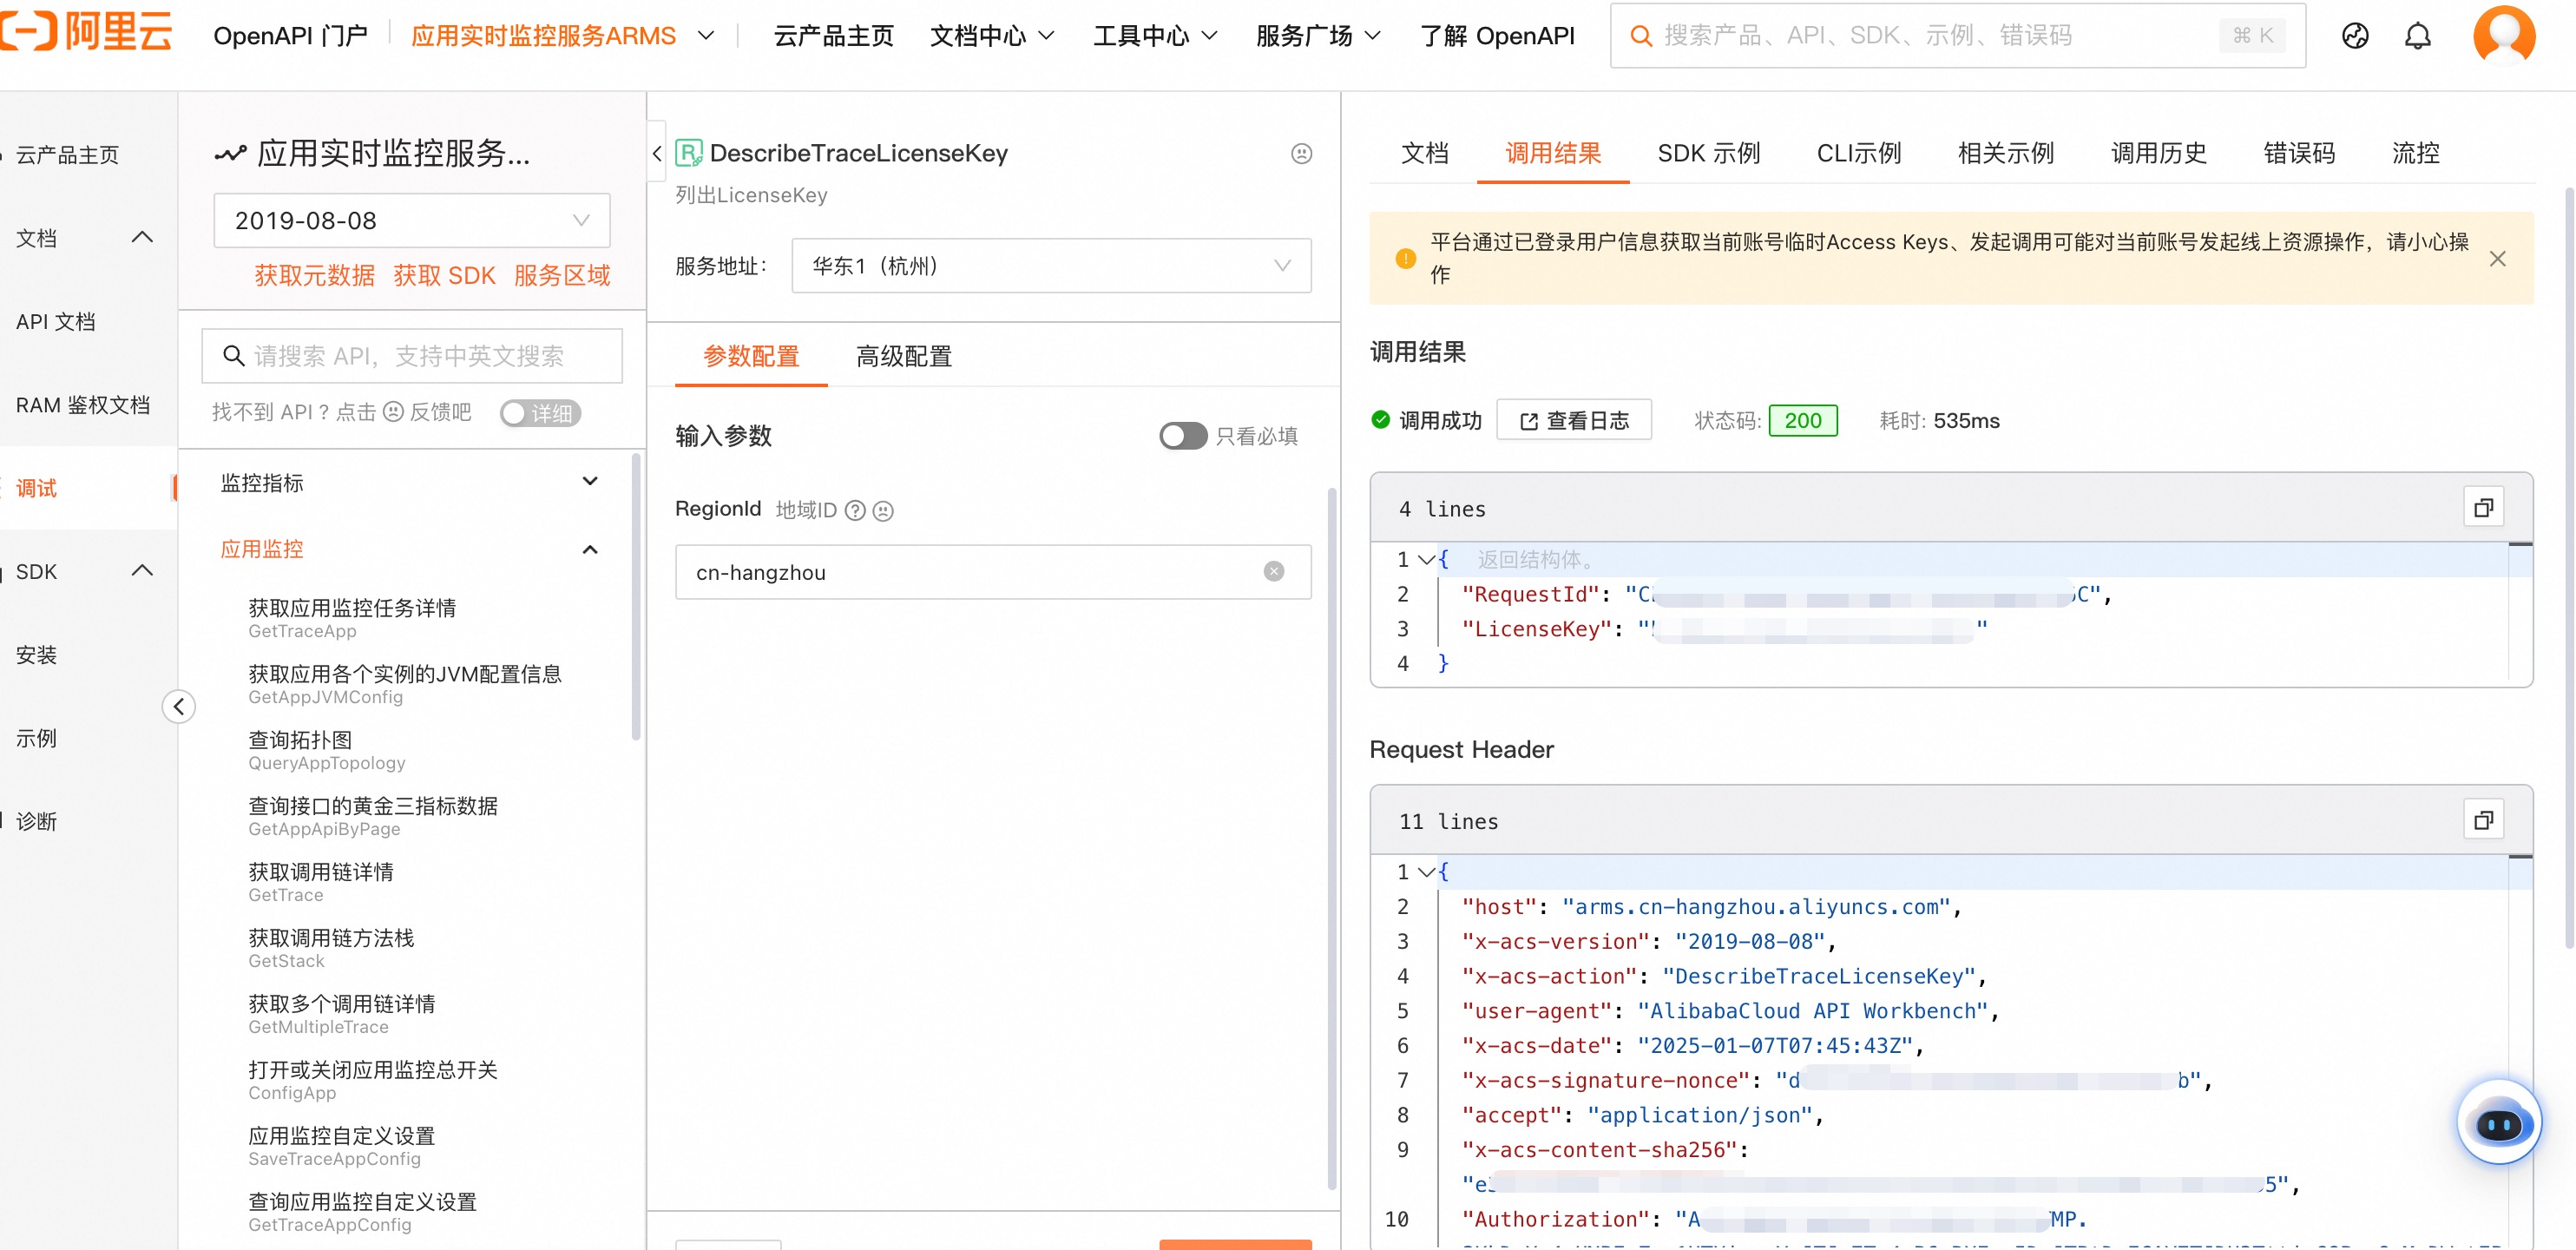 阿里云
OpenAPI 门户
应用实时监控服务ARMS
云产品主页
文档中心
工具中心
服务广场
了解 OpenAPI
搜索产品、API、SDK、示例、错误码
⌘ K
云产品主页
文档
API 文档
RAM 鉴权文档
调试
SDK
安装
示例
诊断
应用实时监控服务...
2019-08-08
获取元数据 获取 SDK 服务区域
请搜索 API，支持中英文搜索
找不到 API ? 点击 反馈吧
详细
监控指标
应用监控
获取应用监控任务详情
GetTraceApp
获取应用各个实例的JVM配置信息
GetAppJVMConfig
查询拓扑图
QueryAppTopology
查询接口的黄金三指标数据
GetAppApiByPage
获取调用链详情
GetTrace
获取调用链方法栈
GetStack
获取多个调用链详情
GetMultipleTrace
打开或关闭应用监控总开关
ConfigApp
应用监控自定义设置
SaveTraceAppConfig
查询应用监控自定义设置
GetTraceAppConfig
DescribeTraceLicenseKey
列出LicenseKey
服务地址：
华东1（杭州）
参数配置
高级配置
输入参数
只看必填
RegionId 地域ID
cn-hangzhou
文档
调用结果
SDK 示例
CLI示例
相关示例
调用历史
错误码
流控
平台通过已登录用户信息获取当前账号临时Access Keys、发起调用可能对当前账号发起线上资源操作，请小心操
作
调用结果
调用成功
查看日志
状态码: 200
耗时: 535ms
4 lines
1 { 返回结构体。
2 "RequestId": "C C",
3 "LicenseKey": " "
4 }
Request Header
11 lines
1 {
2 "host": "arms.cn-hangzhou.aliyuncs.com",
3 "x-acs-version": "2019-08-08",
4 "x-acs-action": "DescribeTraceLicenseKey",
5 "user-agent": "AlibabaCloud API Workbench",
6 "x-acs-date": "2025-01-07T07:45:43Z",
7 "x-acs-signature-nonce": "d b",
8 "accept": "application/json",
9 "x-acs-content-sha256":
"e 5",
10 "Authorization": "A MP.